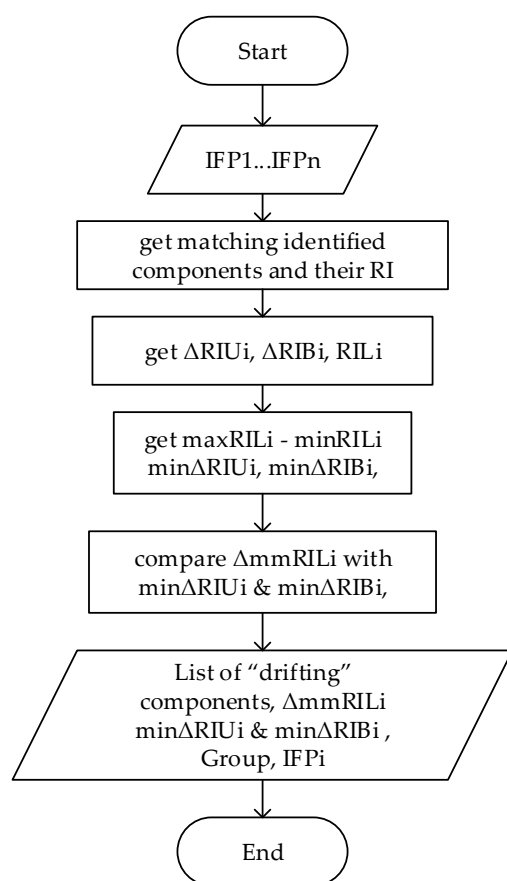 Start
IFP1...IFPn
get matching identified
components and their RI
get ΔRIUi, ΔRIBi, RILi
get maxRILi - minRILi
minΔRIUi, minΔRIBi,
compare ΔmmRILi with
minΔRIUi & minΔRIBi,
List of “drifting”
components, ΔmmRILi
minΔRIUi & minΔRIBi ,
Group, IFPi
End